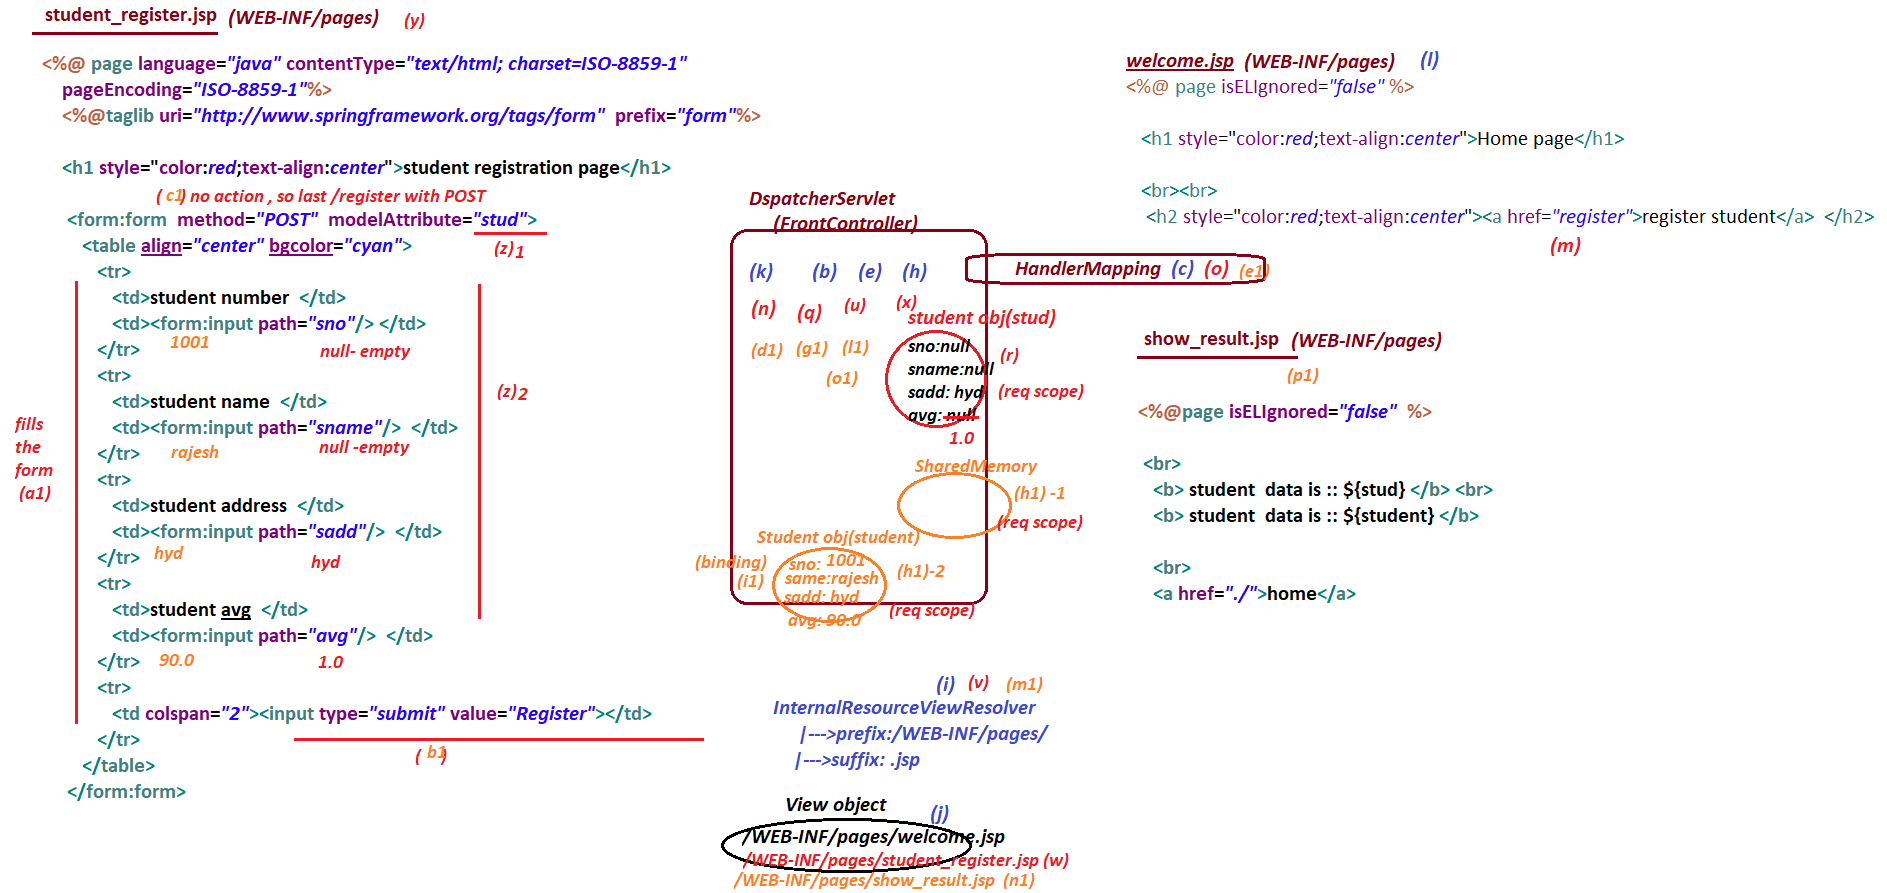 student_register.jsp (WEB-INF/pages) (y)
<%@ page language="java" contentType="text/html; charset=ISO-8859-1"
pageEncoding="ISO-8859-1"%>
<%@taglib uri="http://www.springframework.org/tags/form" prefix="form"%>
<h1 style="color:red;text-align:center">student registration page</h1>
( c1) no action , so last /register with POST
<form:form method="POST" modelAttribute="stud">
(z)1
<table align="center" bgcolor="cyan">
<tr>
<td>student number </td>
<td><form:input path="sno"/> </td>
</tr> 1001 null- empty
<tr>
(z)2
<td>student name </td>
<td><form:input path="sname"/> </td>
</tr> rajesh null -empty
<tr>
<td>student address </td>
<td><form:input path="sadd"/> </td>
</tr> hyd hyd
<tr>
<td>student avg </td>
<td><form:input path="avg"/> </td>
</tr> 90.0 1.0
<tr>
<td colspan="2"><input type="submit" value="Register"></td>
</tr>
( b1)
</table>
</form:form>
fills
the
form
(a1)
DspatcherServlet
(FrontController)
(k) (b) (e) (h)
(n) (q) (u) (x)
(d1) (g1) (l1)
(o1)
HandlerMapping (c) (o) (e1)
student obj(stud)
sno:null (r)
sname:null
sadd: hyd (req scope)
avg: null
1.0
SharedMemory
(h1) -1
(req scope)
Student obj(student)
(binding) sno: 1001
(i1) same:rajesh (h1)-2
sadd: hyd
(req scope)
avg: 90.0
(i) (v) (m1)
InternalResourceViewResolver
|--->prefix:/WEB-INF/pages/
|--->suffix: .jsp
View object (j)
/WEB-INF/pages/welcome.jsp
/WEB-INF/pages/student_register.jsp (w)
/WEB-INF/pages/show_result.jsp (n1)
welcome.jsp (WEB-INF/pages) (l)
<%@ page isELIgnored="false" %>
<h1 style="color:red;text-align:center">Home page</h1>
<br><br>
<h2 style="color:red;text-align:center"><a href="register">register student</a> </h2>
(m)
show_result.jsp (WEB-INF/pages)
(p1)
<%@page isELIgnored="false" %>
<br>
<b> student data is :: ${stud} </b> <br>
<b> student data is :: ${student} </b>
<br>
<a href="./">home</a>